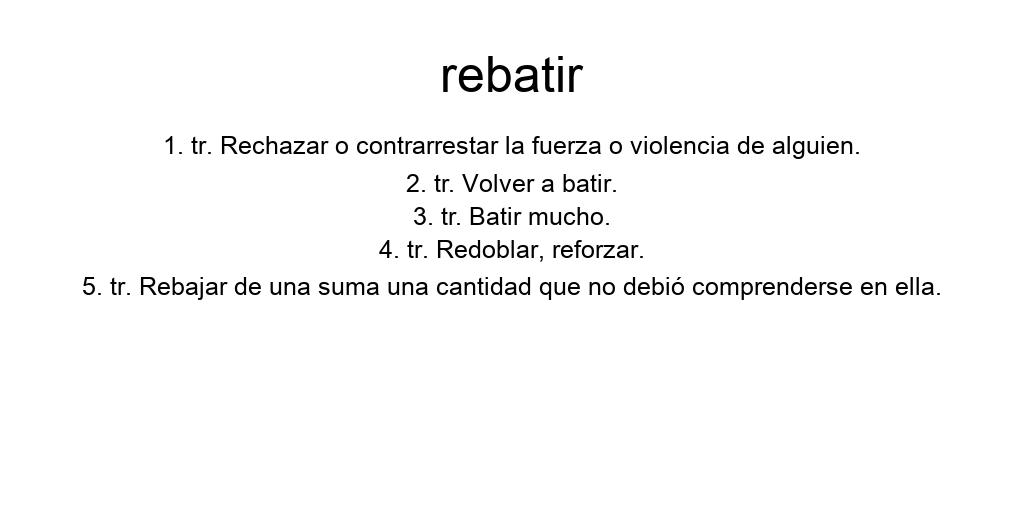 rebatir
1. tr. Rechazar o contrarrestar la fuerza o violencia de alguien.
2. tr. Volver a batir.
3. tr. Batir mucho.
4. tr. Redoblar, reforzar.
5. tr. Rebajar de una suma una cantidad que no debió comprenderse en ella.